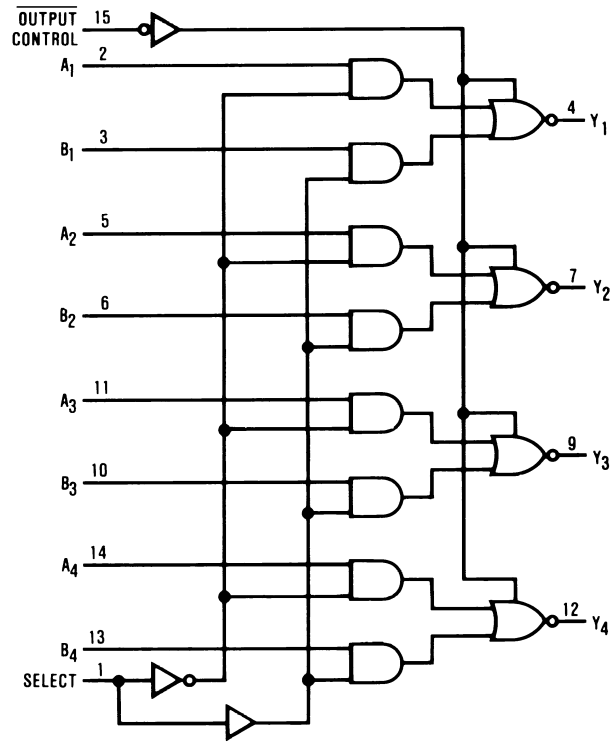 OUTPUT 15
CONTROL
A1 2
4 Y1
B1 3
A2 5
7 Y2
B2 6
A3 11
9 Y3
B3 10
A4 14
12 Y4
B4 13
SELECT 1